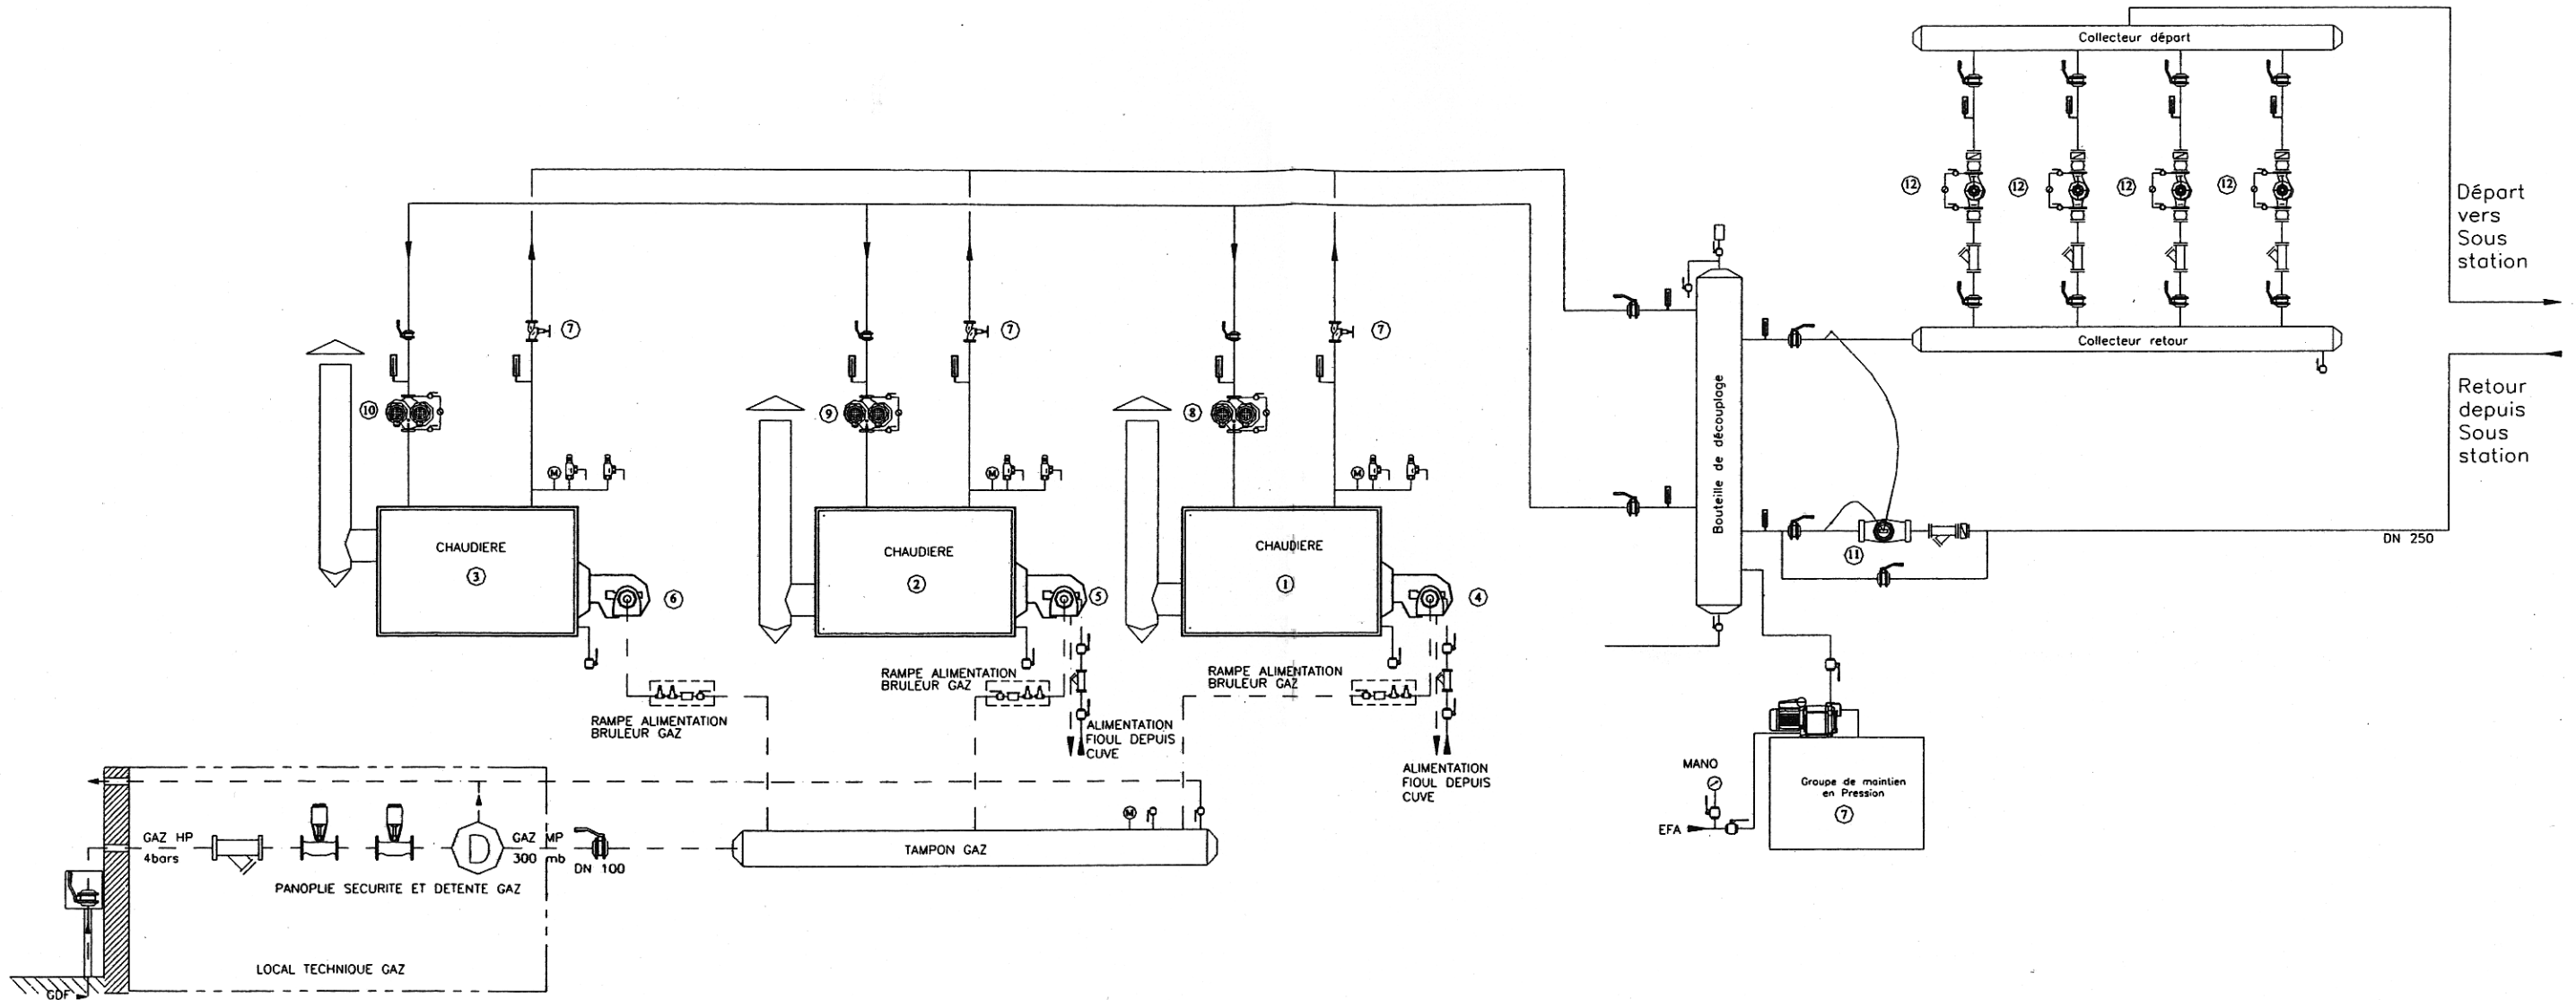 Collecteur départ
12
12
12
12
Départ
vers
Sous
station
Collecteur retour
Retour
depuis
Sous
station
7
7
7
10
9
8
M
M
M
Bouteille de découplage
11
DN 250
CHAUDIERE
3
6
CHAUDIERE
2
5
CHAUDIERE
1
4
RAMPE ALIMENTATION
BRULEUR GAZ
RAMPE ALIMENTATION
BRULEUR GAZ
RAMPE ALIMENTATION
BRULEUR GAZ
ALIMENTATION
FIOUL DEPUIS
CUVE
ALIMENTATION
FIOUL DEPUIS
CUVE
MANO
EFA
Groupe de maintien
en Pression
7
GAZ HP
4bars
D
GAZ MP
300 mb
DN 100
M
TAMPON GAZ
PANOPLIE SECURITE ET DETENTE GAZ
LOCAL TECHNIQUE GAZ
GDF